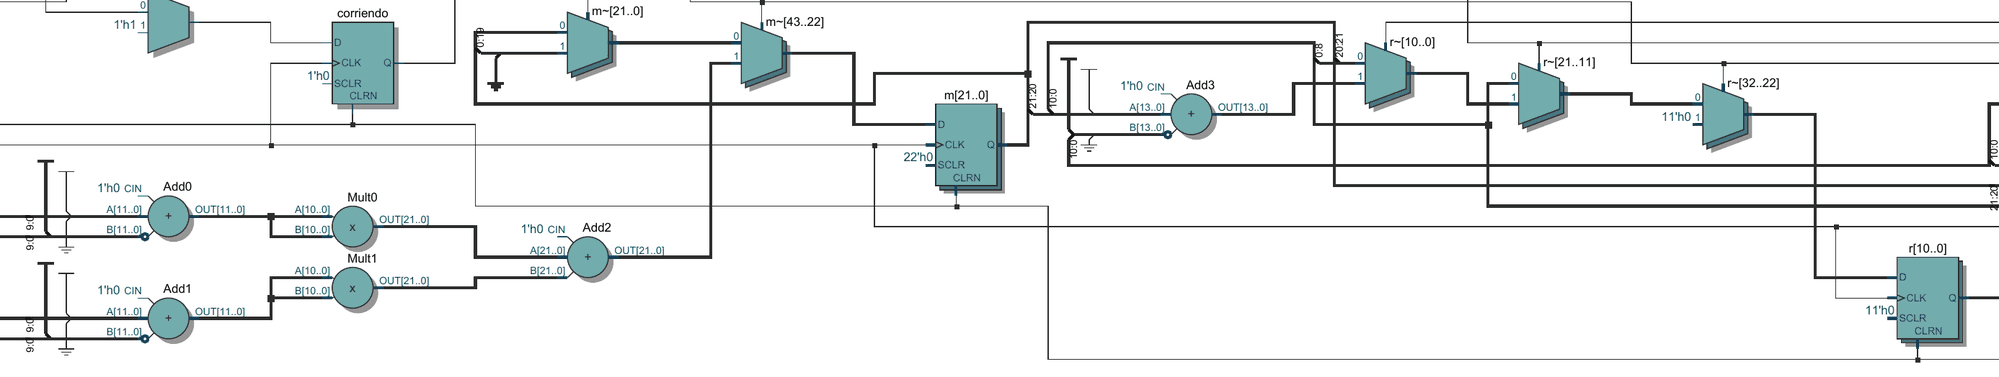 0
1'h1 1
corriendo
D
CLK
Q
1'h0
SCLR
CLRN
m~[21..0]
0:19
0
1
m~[43..22]
0
1
m[21..0]
D
CLK
Q
22'h0
SCLR
CLRN
21:20
10:0
10:0
Add3
1'h0 CIN
A[13..0]
OUT[13..0]
B[13..0]
+
0:8
20:21
r~[10..0]
0
1
r~[21..11]
0
1
r~[32..22]
0
11'h0 1
10:0
r[10..0]
D
CLK
Q
11'h0
SCLR
CLRN
Add0
1'h0 CIN
A[11..0]
OUT[11..0]
B[11..0]
+
9:0 9:0
Mult0
A[10..0]
B[10..0]
OUT[21..0]
x
Add1
1'h0 CIN
A[11..0]
OUT[11..0]
B[11..0]
+
9:0 9:0
Mult1
A[10..0]
B[10..0]
OUT[21..0]
x
Add2
1'h0 CIN
A[21..0]
OUT[21..0]
B[21..0]
+